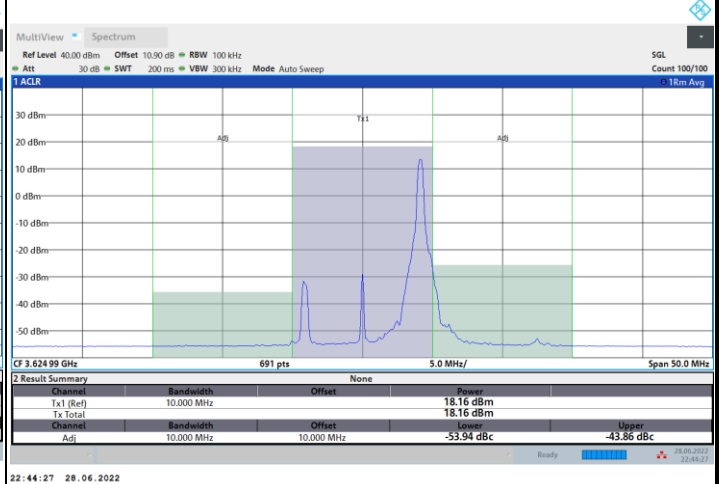 MultiView Spectrum
Ref Level 40.00 dBm Offset 10.90 dB RBW 100 kHz SGL
Att 30 dB SWT 200 ms VBW 300 kHz Mode Auto Sweep Count 100/100
1 ACLR 1Rm Avg
30 dBm
Tx1
20 dBm
Adj Adj
10 dBm
0 dBm
-10 dBm
-20 dBm
-30 dBm
-40 dBm
-50 dBm
CF 3.624 99 GHz 691 pts 5.0 MHz/ Span 50.0 MHz
2 Result Summary None
Channel Bandwidth Offset Power
Tx1 (Ref) 10.000 MHz 18.16 dBm
Tx Total 18.16 dBm
Channel Bandwidth Offset Lower Upper
Adj 10.000 MHz 10.000 MHz -53.94 dBc -43.86 dBc
Ready 28.06.2022
22:44:27
22:44:27 28.06.2022